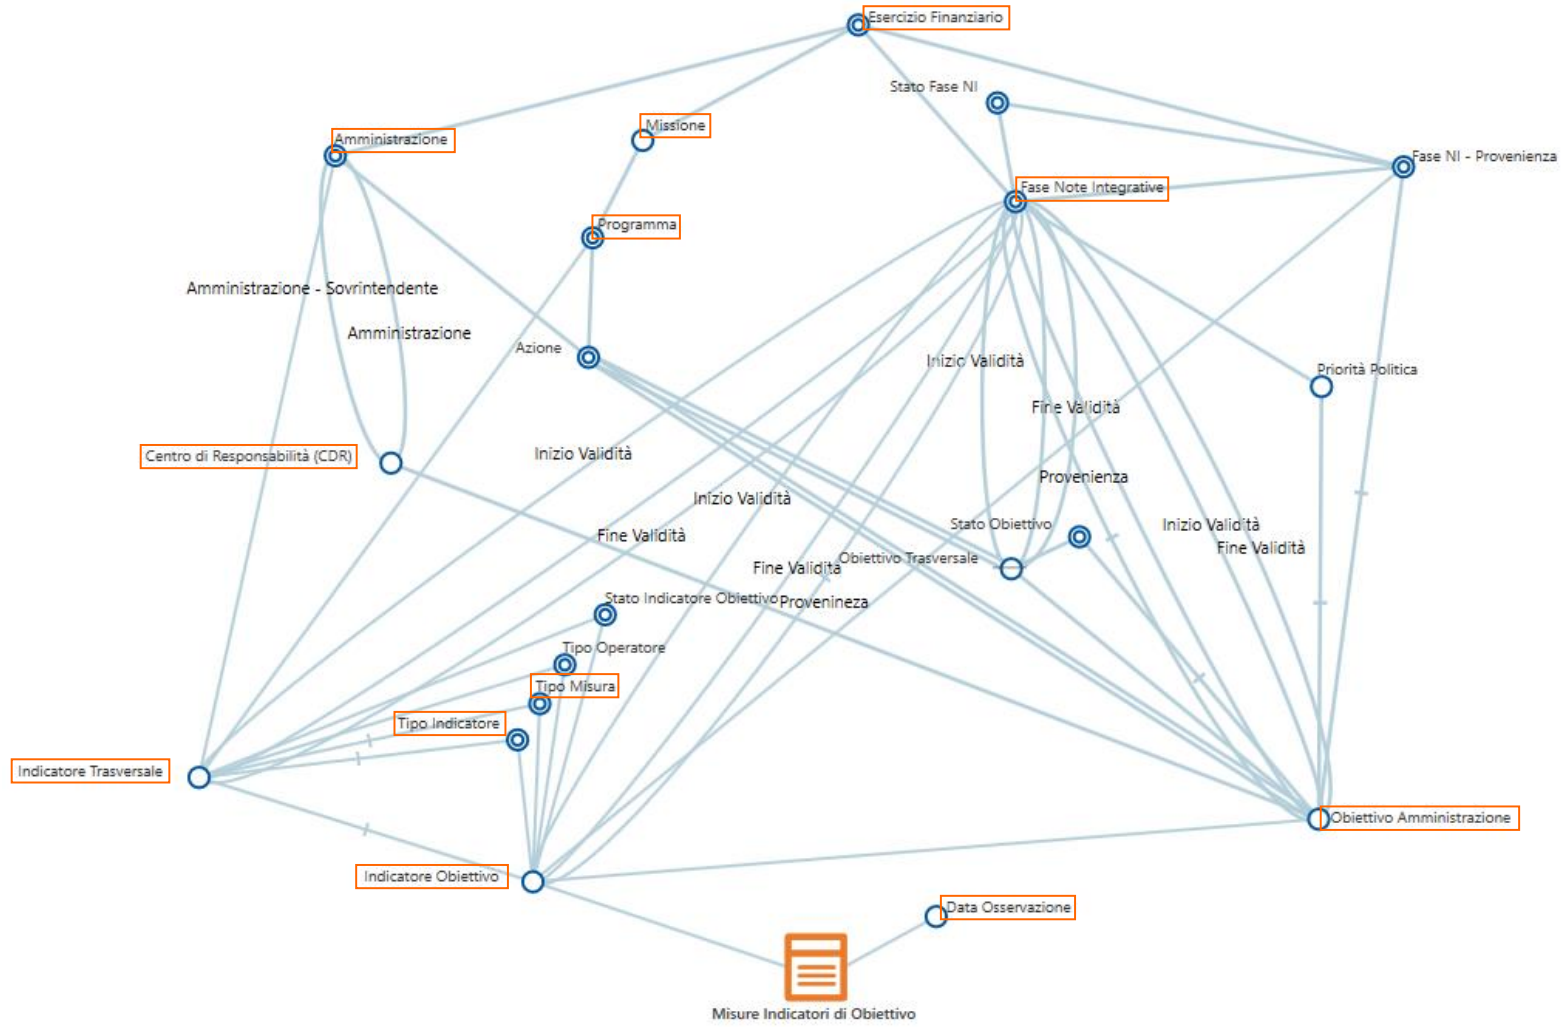 Esercizio Finanziario
Stato Fase NI
Missione
Amministrazione
Fase NI - Provenienza
Fase Note Integrative
Programma
Amministrazione - Sovrintendente
Amministrazione
Azione
Inizio Validità
Priorità Politica
Fine Validità
Centro di Responsabilità (CDR)
Inizio Validità
Provenienza
Inizio Validità
Stato Obiettivo
Inizio Validità
Fine Validità
Fine Validità
Obiettivo Trasversale
Fine Validità
Stato Indicatore Obiettivo
Provenineza
Tipo Operatore
Tipo Misura
Tipo Indicatore
Indicatore Trasversale
Obiettivo Amministrazione
Indicatore Obiettivo
Data Osservazione
Misure Indicatori di Obiettivo